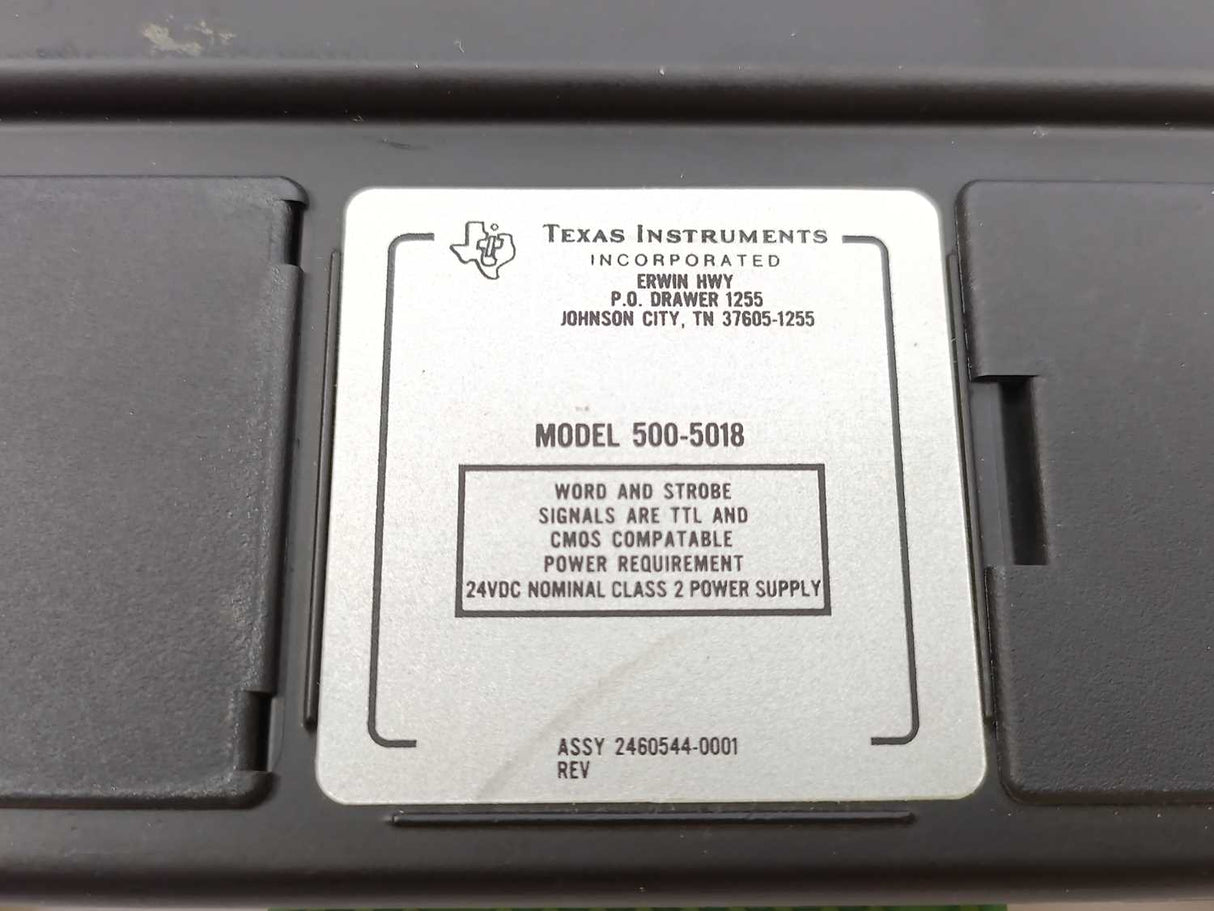 TEXAS INSTRUMENTS
INCORPORATED
ERWIN HWY
P.O. DRAWER 1255
JOHNSON CITY, TN 37605-1255
MODEL 500-5018
WORD AND STROBE
SIGNALS ARE TTL AND
CMOS COMPATABLE
POWER REQUIREMENT
24VDC NOMINAL CLASS 2 POWER SUPPLY
ASSY 2460544-0001
REV